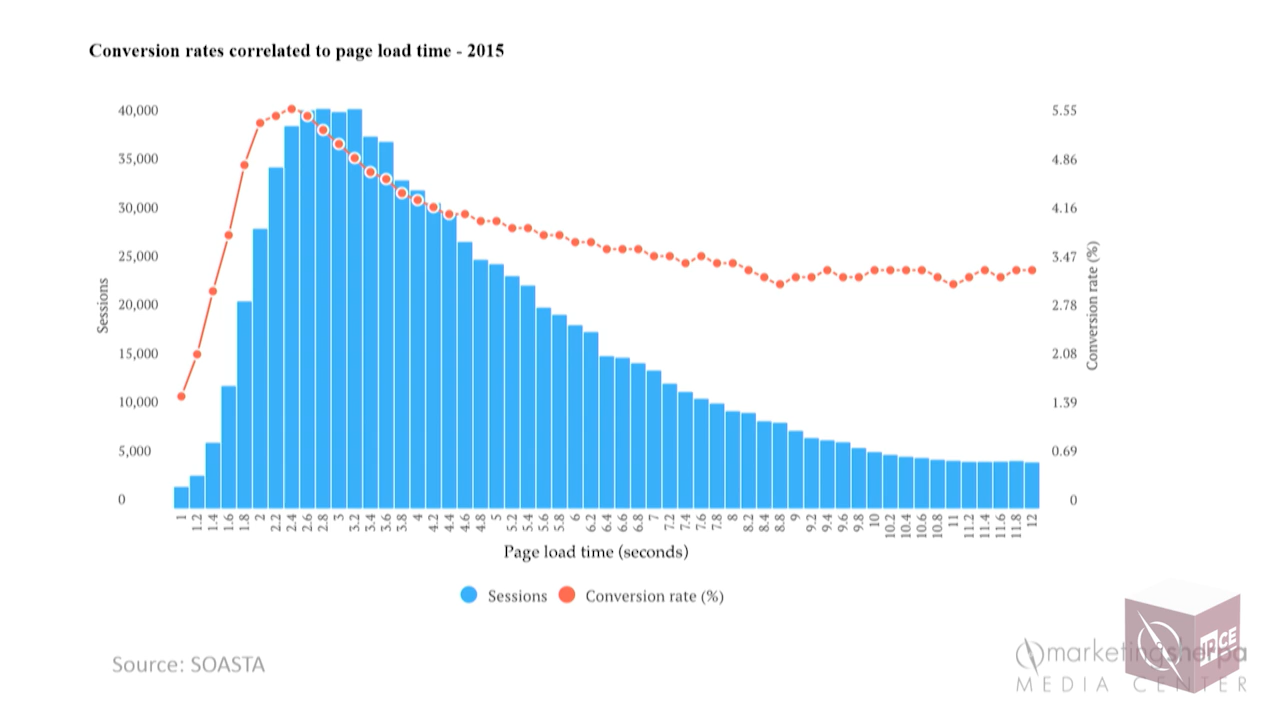 Conversion rates correlated to page load time - 2015
40,000
35,000
30,000
25,000
20,000
15,000
10,000
5,000
0
Sessions
5.55
4.86
4.16
3.47
2.78
2.08
1.39
0.69
0
Conversion rate (%)
1 1.2 1.4 1.6 1.8 2 2.2 2.4 2.6 2.8 3 3.2 3.4 3.6 3.8 4 4.2 4.4 4.6 4.8 5 5.2 5.4 5.6 5.8 6 6.2 6.4 6.6 6.8 7 7.2 7.4 7.6 7.8 8 8.2 8.4 8.8 9 9.2 9.4 9.6 9.8 10 10.2 10.4 10.6 10.8 11 11.2 11.4 11.6 11.8 12
Page load time (seconds)
Sessions Conversion rate (%)
Source: SOASTA
marketingsherpa
MEDIA CENTER